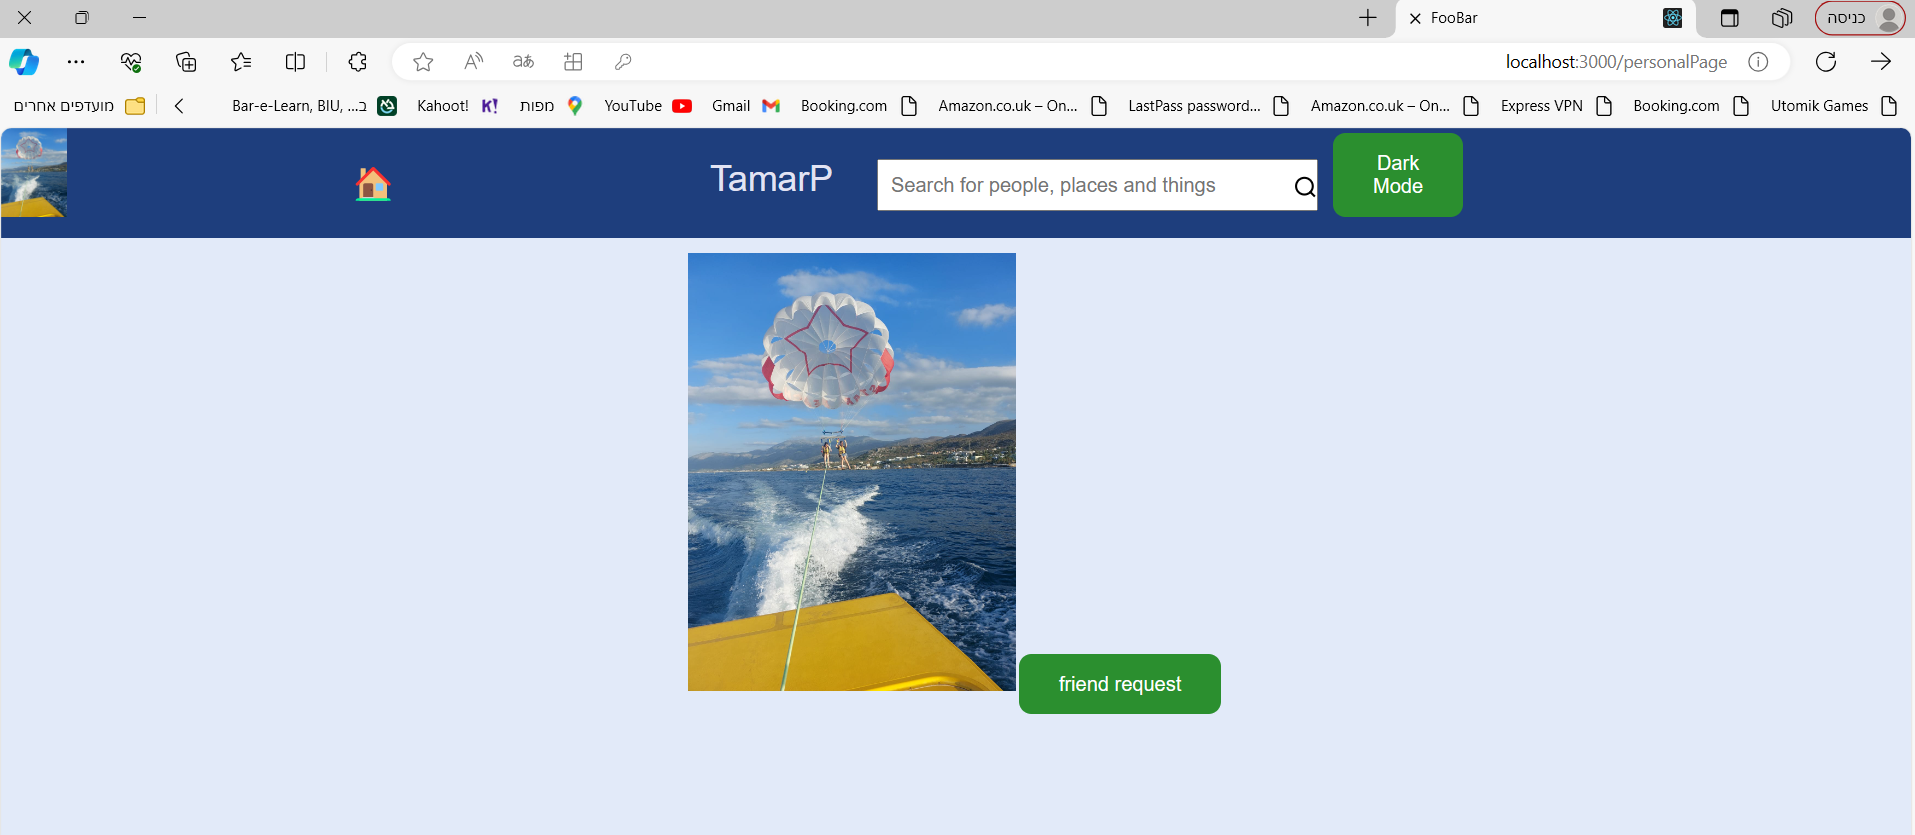 FooBar
כניסה
localhost:3000/personalPage
aあ
מועדפים אחרים
Bar-e-Learn, BIU, ...ב
Kahoot!
מפות
YouTube
Gmail
Booking.com
Amazon.co.uk – On...
LastPass password...
Amazon.co.uk – On...
Express VPN
Booking.com
Utomik Games
TamarP
Search for people, places and things
Dark
Mode
friend request